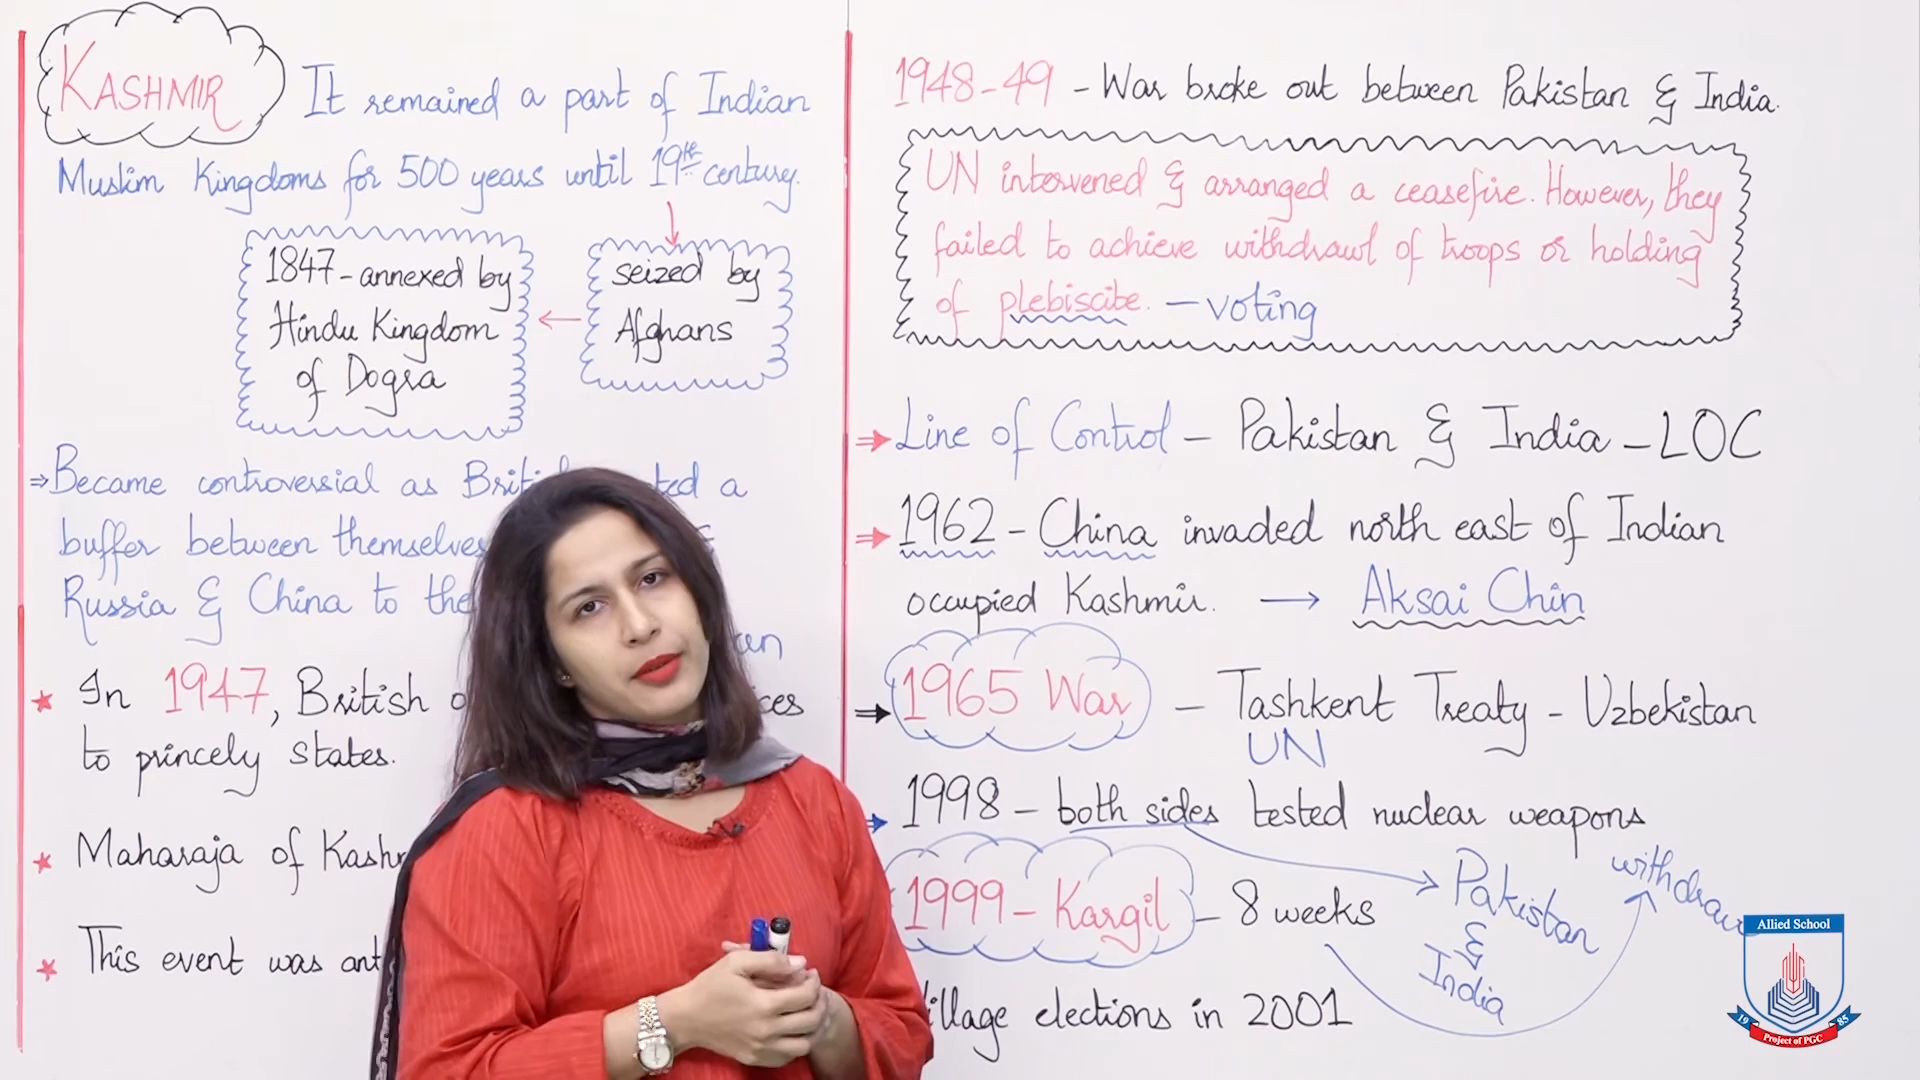 KASHMIR
It remained a part of Indian
Muslim Kingdoms for 500 years until 19th century.
seized by
Afghans
1847 - annexed by
Hindu Kingdom
of Dogra
⇒ Became controversial as a
buffer between themselves
Russia & China to the
In 1947, British
to princely states.
Maharaja of
This event was
1948-49 - War broke out between Pakistan & India.
UN intervened & arranged a ceasefire. However, they
failed to achieve withdrawl of troops or holding
of plebiscite. - voting
⇒ Line of Control - Pakistan & India - LOC
⇒ 1962 - China invaded north east of Indian
occupied Kashmir. → Aksai Chin
→ 1965 War - Tashkent Treaty - Uzbekistan
UN
⇒ 1998 - both sides tested nuclear weapons
Pakistan
&
India
1999 - Kargil - 8 weeks
elections in 2001
Allied School
19 85
Project of PGC